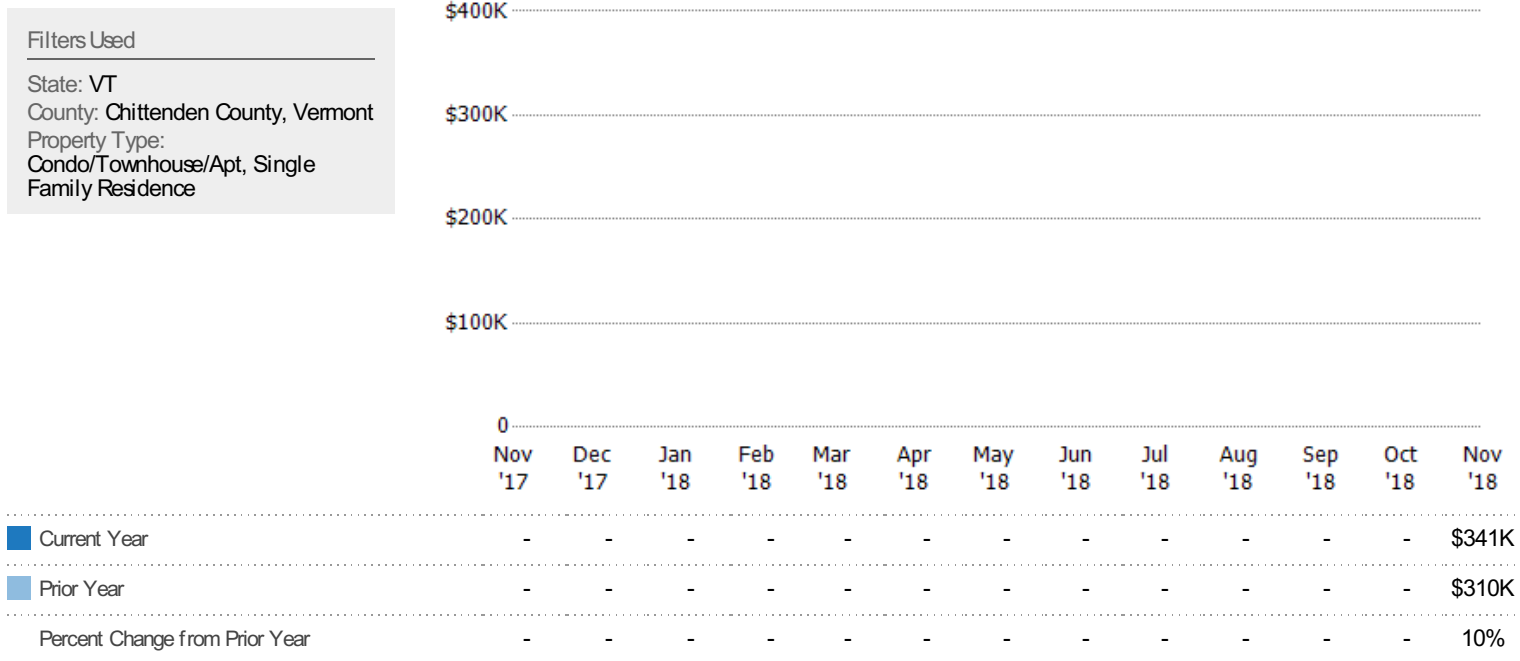 Filters Used
State: VT
County: Chittenden County, Vermont
Property Type:
Condo/Townhouse/Apt, Single
Family Residence
$400K
$300K
$200K
$100K
0
Nov Dec Jan Feb Mar Apr May Jun Jul Aug Sep Oct Nov
'17 '17 '18 '18 '18 '18 '18 '18 '18 '18 '18 '18 '18
Current Year - - - - - - - - - - - - $341K
Prior Year - - - - - - - - - - - - $310K
Percent Change from Prior Year - - - - - - - - - - - - 10%